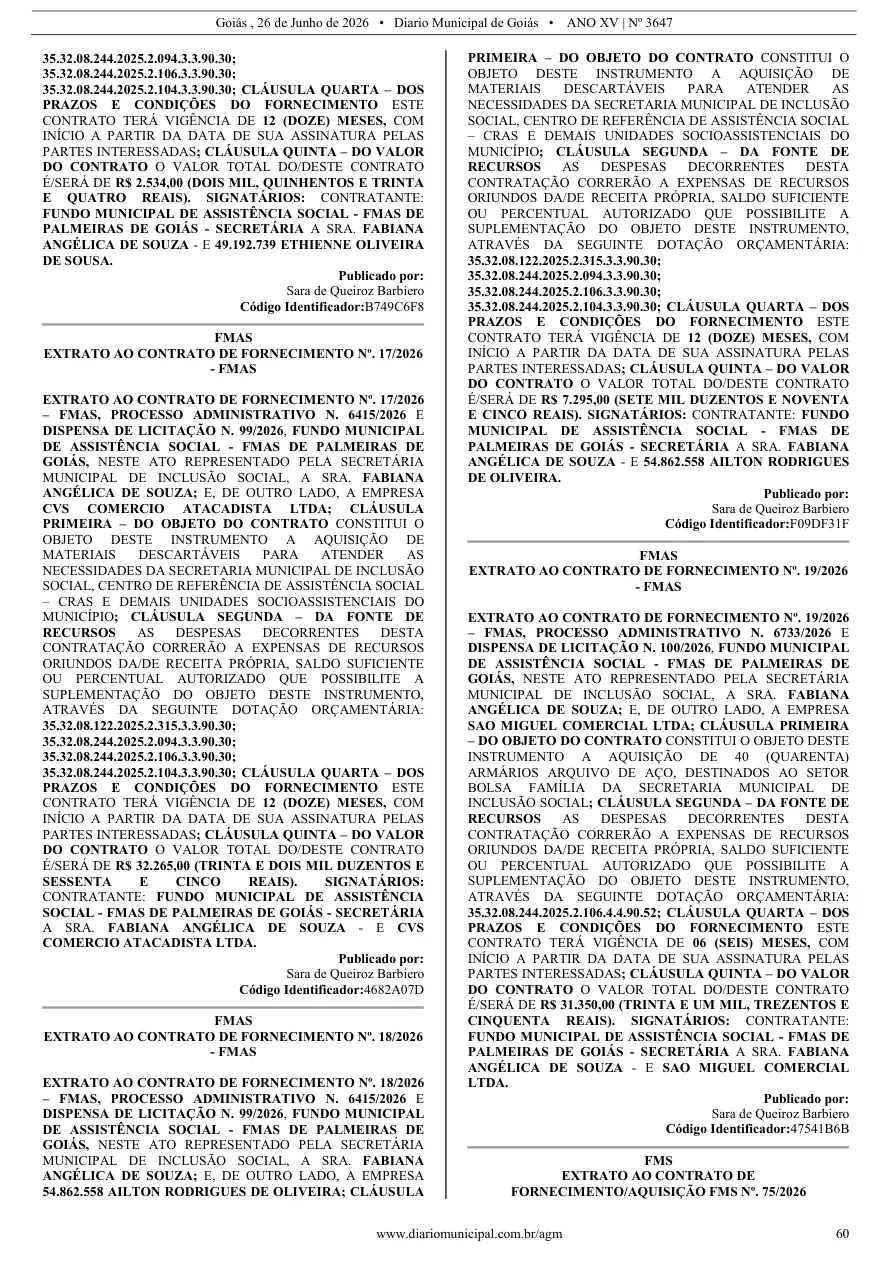 Goiás , 26 de Junho de 2026 • Diario Municipal de Goiás • ANO XV | Nº 3647
35.32.08.244.2025.2.094.3.3.90.30;
35.32.08.244.2025.2.106.3.3.90.30;
35.32.08.244.2025.2.104.3.3.90.30; CLÁUSULA QUARTA – DOS
PRAZOS E CONDIÇÕES DO FORNECIMENTO ESTE
CONTRATO TERÁ VIGÊNCIA DE 12 (DOZE) MESES, COM
INÍCIO A PARTIR DA DATA DE SUA ASSINATURA PELAS
PARTES INTERESSADAS; CLÁUSULA QUINTA – DO VALOR
DO CONTRATO O VALOR TOTAL DO/DESTE CONTRATO
É/SERÁ DE R$ 2.534,00 (DOIS MIL, QUINHENTOS E TRINTA
E QUATRO REAIS). SIGNATÁRIOS: CONTRATANTE:
FUNDO MUNICIPAL DE ASSISTÊNCIA SOCIAL - FMAS DE
PALMEIRAS DE GOIÁS - SECRETÁRIA A SRA. FABIANA
ANGÉLICA DE SOUZA - E 49.192.739 ETHIENNE OLIVEIRA
DE SOUSA.
Publicado por:
Sara de Queiroz Barbiero
Código Identificador:B749C6F8
FMAS
EXTRATO AO CONTRATO DE FORNECIMENTO Nº. 17/2026
- FMAS
EXTRATO AO CONTRATO DE FORNECIMENTO Nº. 17/2026
– FMAS, PROCESSO ADMINISTRATIVO N. 6415/2026 E
DISPENSA DE LICITAÇÃO N. 99/2026, FUNDO MUNICIPAL
DE ASSISTÊNCIA SOCIAL - FMAS DE PALMEIRAS DE
GOIÁS, NESTE ATO REPRESENTADO PELA SECRETÁRIA
MUNICIPAL DE INCLUSÃO SOCIAL, A SRA. FABIANA
ANGÉLICA DE SOUZA; E, DE OUTRO LADO, A EMPRESA
CVS COMERCIO ATACADISTA LTDA; CLÁUSULA
PRIMEIRA – DO OBJETO DO CONTRATO CONSTITUI O
OBJETO DESTE INSTRUMENTO A AQUISIÇÃO DE
MATERIAIS DESCARTÁVEIS PARA ATENDER AS
NECESSIDADES DA SECRETARIA MUNICIPAL DE INCLUSÃO
SOCIAL, CENTRO DE REFERÊNCIA DE ASSISTÊNCIA SOCIAL
– CRAS E DEMAIS UNIDADES SOCIOASSISTENCIAIS DO
MUNICÍPIO; CLÁUSULA SEGUNDA – DA FONTE DE
RECURSOS AS DESPESAS DECORRENTES DESTA
CONTRATAÇÃO CORRERÃO A EXPENSAS DE RECURSOS
ORIUNDOS DA/DE RECEITA PRÓPRIA, SALDO SUFICIENTE
OU PERCENTUAL AUTORIZADO QUE POSSIBILITE A
SUPLEMENTAÇÃO DO OBJETO DESTE INSTRUMENTO,
ATRAVÉS DA SEGUINTE DOTAÇÃO ORÇAMENTÁRIA:
35.32.08.122.2025.2.315.3.3.90.30;
35.32.08.244.2025.2.094.3.3.90.30;
35.32.08.244.2025.2.106.3.3.90.30;
35.32.08.244.2025.2.104.3.3.90.30; CLÁUSULA QUARTA – DOS
PRAZOS E CONDIÇÕES DO FORNECIMENTO ESTE
CONTRATO TERÁ VIGÊNCIA DE 12 (DOZE) MESES, COM
INÍCIO A PARTIR DA DATA DE SUA ASSINATURA PELAS
PARTES INTERESSADAS; CLÁUSULA QUINTA – DO VALOR
DO CONTRATO O VALOR TOTAL DO/DESTE CONTRATO
É/SERÁ DE R$ 32.265,00 (TRINTA E DOIS MIL DUZENTOS E
SESSENTA E CINCO REAIS). SIGNATÁRIOS:
CONTRATANTE: FUNDO MUNICIPAL DE ASSISTÊNCIA
SOCIAL - FMAS DE PALMEIRAS DE GOIÁS - SECRETÁRIA
A SRA. FABIANA ANGÉLICA DE SOUZA - E CVS
COMERCIO ATACADISTA LTDA.
Publicado por:
Sara de Queiroz Barbiero
Código Identificador:4682A07D
FMAS
EXTRATO AO CONTRATO DE FORNECIMENTO Nº. 18/2026
- FMAS
EXTRATO AO CONTRATO DE FORNECIMENTO Nº. 18/2026
– FMAS, PROCESSO ADMINISTRATIVO N. 6415/2026 E
DISPENSA DE LICITAÇÃO N. 99/2026, FUNDO MUNICIPAL
DE ASSISTÊNCIA SOCIAL - FMAS DE PALMEIRAS DE
GOIÁS, NESTE ATO REPRESENTADO PELA SECRETÁRIA
MUNICIPAL DE INCLUSÃO SOCIAL, A SRA. FABIANA
ANGÉLICA DE SOUZA; E, DE OUTRO LADO, A EMPRESA
54.862.558 AILTON RODRIGUES DE OLIVEIRA; CLÁUSULA
PRIMEIRA – DO OBJETO DO CONTRATO CONSTITUI O
OBJETO DESTE INSTRUMENTO A AQUISIÇÃO DE
MATERIAIS DESCARTÁVEIS PARA ATENDER AS
NECESSIDADES DA SECRETARIA MUNICIPAL DE INCLUSÃO
SOCIAL, CENTRO DE REFERÊNCIA DE ASSISTÊNCIA SOCIAL
– CRAS E DEMAIS UNIDADES SOCIOASSISTENCIAIS DO
MUNICÍPIO; CLÁUSULA SEGUNDA – DA FONTE DE
RECURSOS AS DESPESAS DECORRENTES DESTA
CONTRATAÇÃO CORRERÃO A EXPENSAS DE RECURSOS
ORIUNDOS DA/DE RECEITA PRÓPRIA, SALDO SUFICIENTE
OU PERCENTUAL AUTORIZADO QUE POSSIBILITE A
SUPLEMENTAÇÃO DO OBJETO DESTE INSTRUMENTO,
ATRAVÉS DA SEGUINTE DOTAÇÃO ORÇAMENTÁRIA:
35.32.08.122.2025.2.315.3.3.90.30;
35.32.08.244.2025.2.094.3.3.90.30;
35.32.08.244.2025.2.106.3.3.90.30;
35.32.08.244.2025.2.104.3.3.90.30; CLÁUSULA QUARTA – DOS
PRAZOS E CONDIÇÕES DO FORNECIMENTO ESTE
CONTRATO TERÁ VIGÊNCIA DE 12 (DOZE) MESES, COM
INÍCIO A PARTIR DA DATA DE SUA ASSINATURA PELAS
PARTES INTERESSADAS; CLÁUSULA QUINTA – DO VALOR
DO CONTRATO O VALOR TOTAL DO/DESTE CONTRATO
É/SERÁ DE R$ 7.295,00 (SETE MIL DUZENTOS E NOVENTA
E CINCO REAIS). SIGNATÁRIOS: CONTRATANTE: FUNDO
MUNICIPAL DE ASSISTÊNCIA SOCIAL - FMAS DE
PALMEIRAS DE GOIÁS - SECRETÁRIA A SRA. FABIANA
ANGÉLICA DE SOUZA - E 54.862.558 AILTON RODRIGUES
DE OLIVEIRA.
Publicado por:
Sara de Queiroz Barbiero
Código Identificador:F09DF31F
FMAS
EXTRATO AO CONTRATO DE FORNECIMENTO Nº. 19/2026
- FMAS
EXTRATO AO CONTRATO DE FORNECIMENTO Nº. 19/2026
– FMAS, PROCESSO ADMINISTRATIVO N. 6733/2026 E
DISPENSA DE LICITAÇÃO N. 100/2026, FUNDO MUNICIPAL
DE ASSISTÊNCIA SOCIAL - FMAS DE PALMEIRAS DE
GOIÁS, NESTE ATO REPRESENTADO PELA SECRETÁRIA
MUNICIPAL DE INCLUSÃO SOCIAL, A SRA. FABIANA
ANGÉLICA DE SOUZA; E, DE OUTRO LADO, A EMPRESA
SAO MIGUEL COMERCIAL LTDA; CLÁUSULA PRIMEIRA
– DO OBJETO DO CONTRATO CONSTITUI O OBJETO DESTE
INSTRUMENTO A AQUISIÇÃO DE 40 (QUARENTA)
ARMÁRIOS ARQUIVO DE AÇO, DESTINADOS AO SETOR
BOLSA FAMÍLIA DA SECRETARIA MUNICIPAL DE
INCLUSÃO SOCIAL; CLÁUSULA SEGUNDA – DA FONTE DE
RECURSOS AS DESPESAS DECORRENTES DESTA
CONTRATAÇÃO CORRERÃO A EXPENSAS DE RECURSOS
ORIUNDOS DA/DE RECEITA PRÓPRIA, SALDO SUFICIENTE
OU PERCENTUAL AUTORIZADO QUE POSSIBILITE A
SUPLEMENTAÇÃO DO OBJETO DESTE INSTRUMENTO,
ATRAVÉS DA SEGUINTE DOTAÇÃO ORÇAMENTÁRIA:
35.32.08.244.2025.2.106.4.4.90.52; CLÁUSULA QUARTA – DOS
PRAZOS E CONDIÇÕES DO FORNECIMENTO ESTE
CONTRATO TERÁ VIGÊNCIA DE 06 (SEIS) MESES, COM
INÍCIO A PARTIR DA DATA DE SUA ASSINATURA PELAS
PARTES INTERESSADAS; CLÁUSULA QUINTA – DO VALOR
DO CONTRATO O VALOR TOTAL DO/DESTE CONTRATO
É/SERÁ DE R$ 31.350,00 (TRINTA E UM MIL, TREZENTOS E
CINQUENTA REAIS). SIGNATÁRIOS: CONTRATANTE:
FUNDO MUNICIPAL DE ASSISTÊNCIA SOCIAL - FMAS DE
PALMEIRAS DE GOIÁS - SECRETÁRIA A SRA. FABIANA
ANGÉLICA DE SOUZA - E SAO MIGUEL COMERCIAL
LTDA.
Publicado por:
Sara de Queiroz Barbiero
Código Identificador:47541B6B
FMS
EXTRATO AO CONTRATO DE
FORNECIMENTO/AQUISIÇÃO FMS Nº. 75/2026
www.diariomunicipal.com.br/agm 60